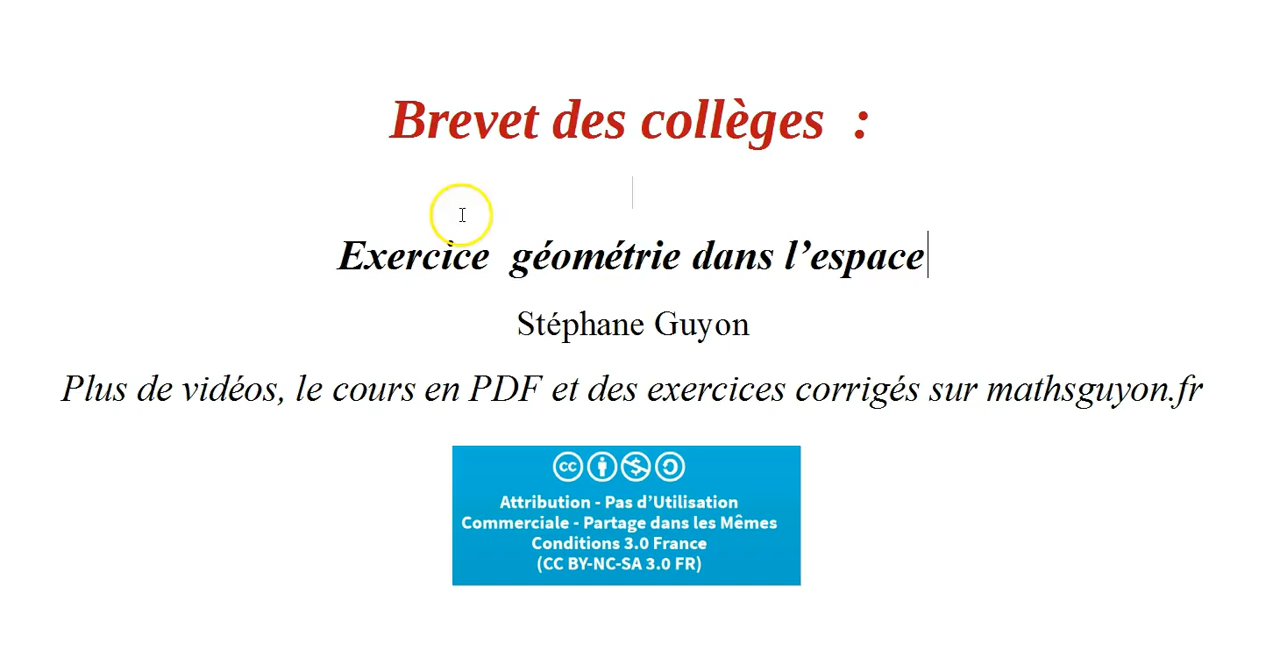 Brevet des collèges :
Exercice géométrie dans l’espace
Stéphane Guyon
Plus de vidéos, le cours en PDF et des exercices corrigés sur mathsguyon.fr
cc
Attribution - Pas d’Utilisation
Commerciale - Partage dans les Mêmes
Conditions 3.0 France
(CC BY-NC-SA 3.0 FR)